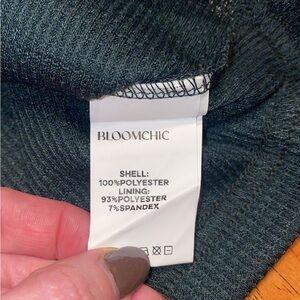 BLOOMCHIC
SHELL:
100%POLYESTER
LINING:
93%POLYESTER
7%SPANDEX